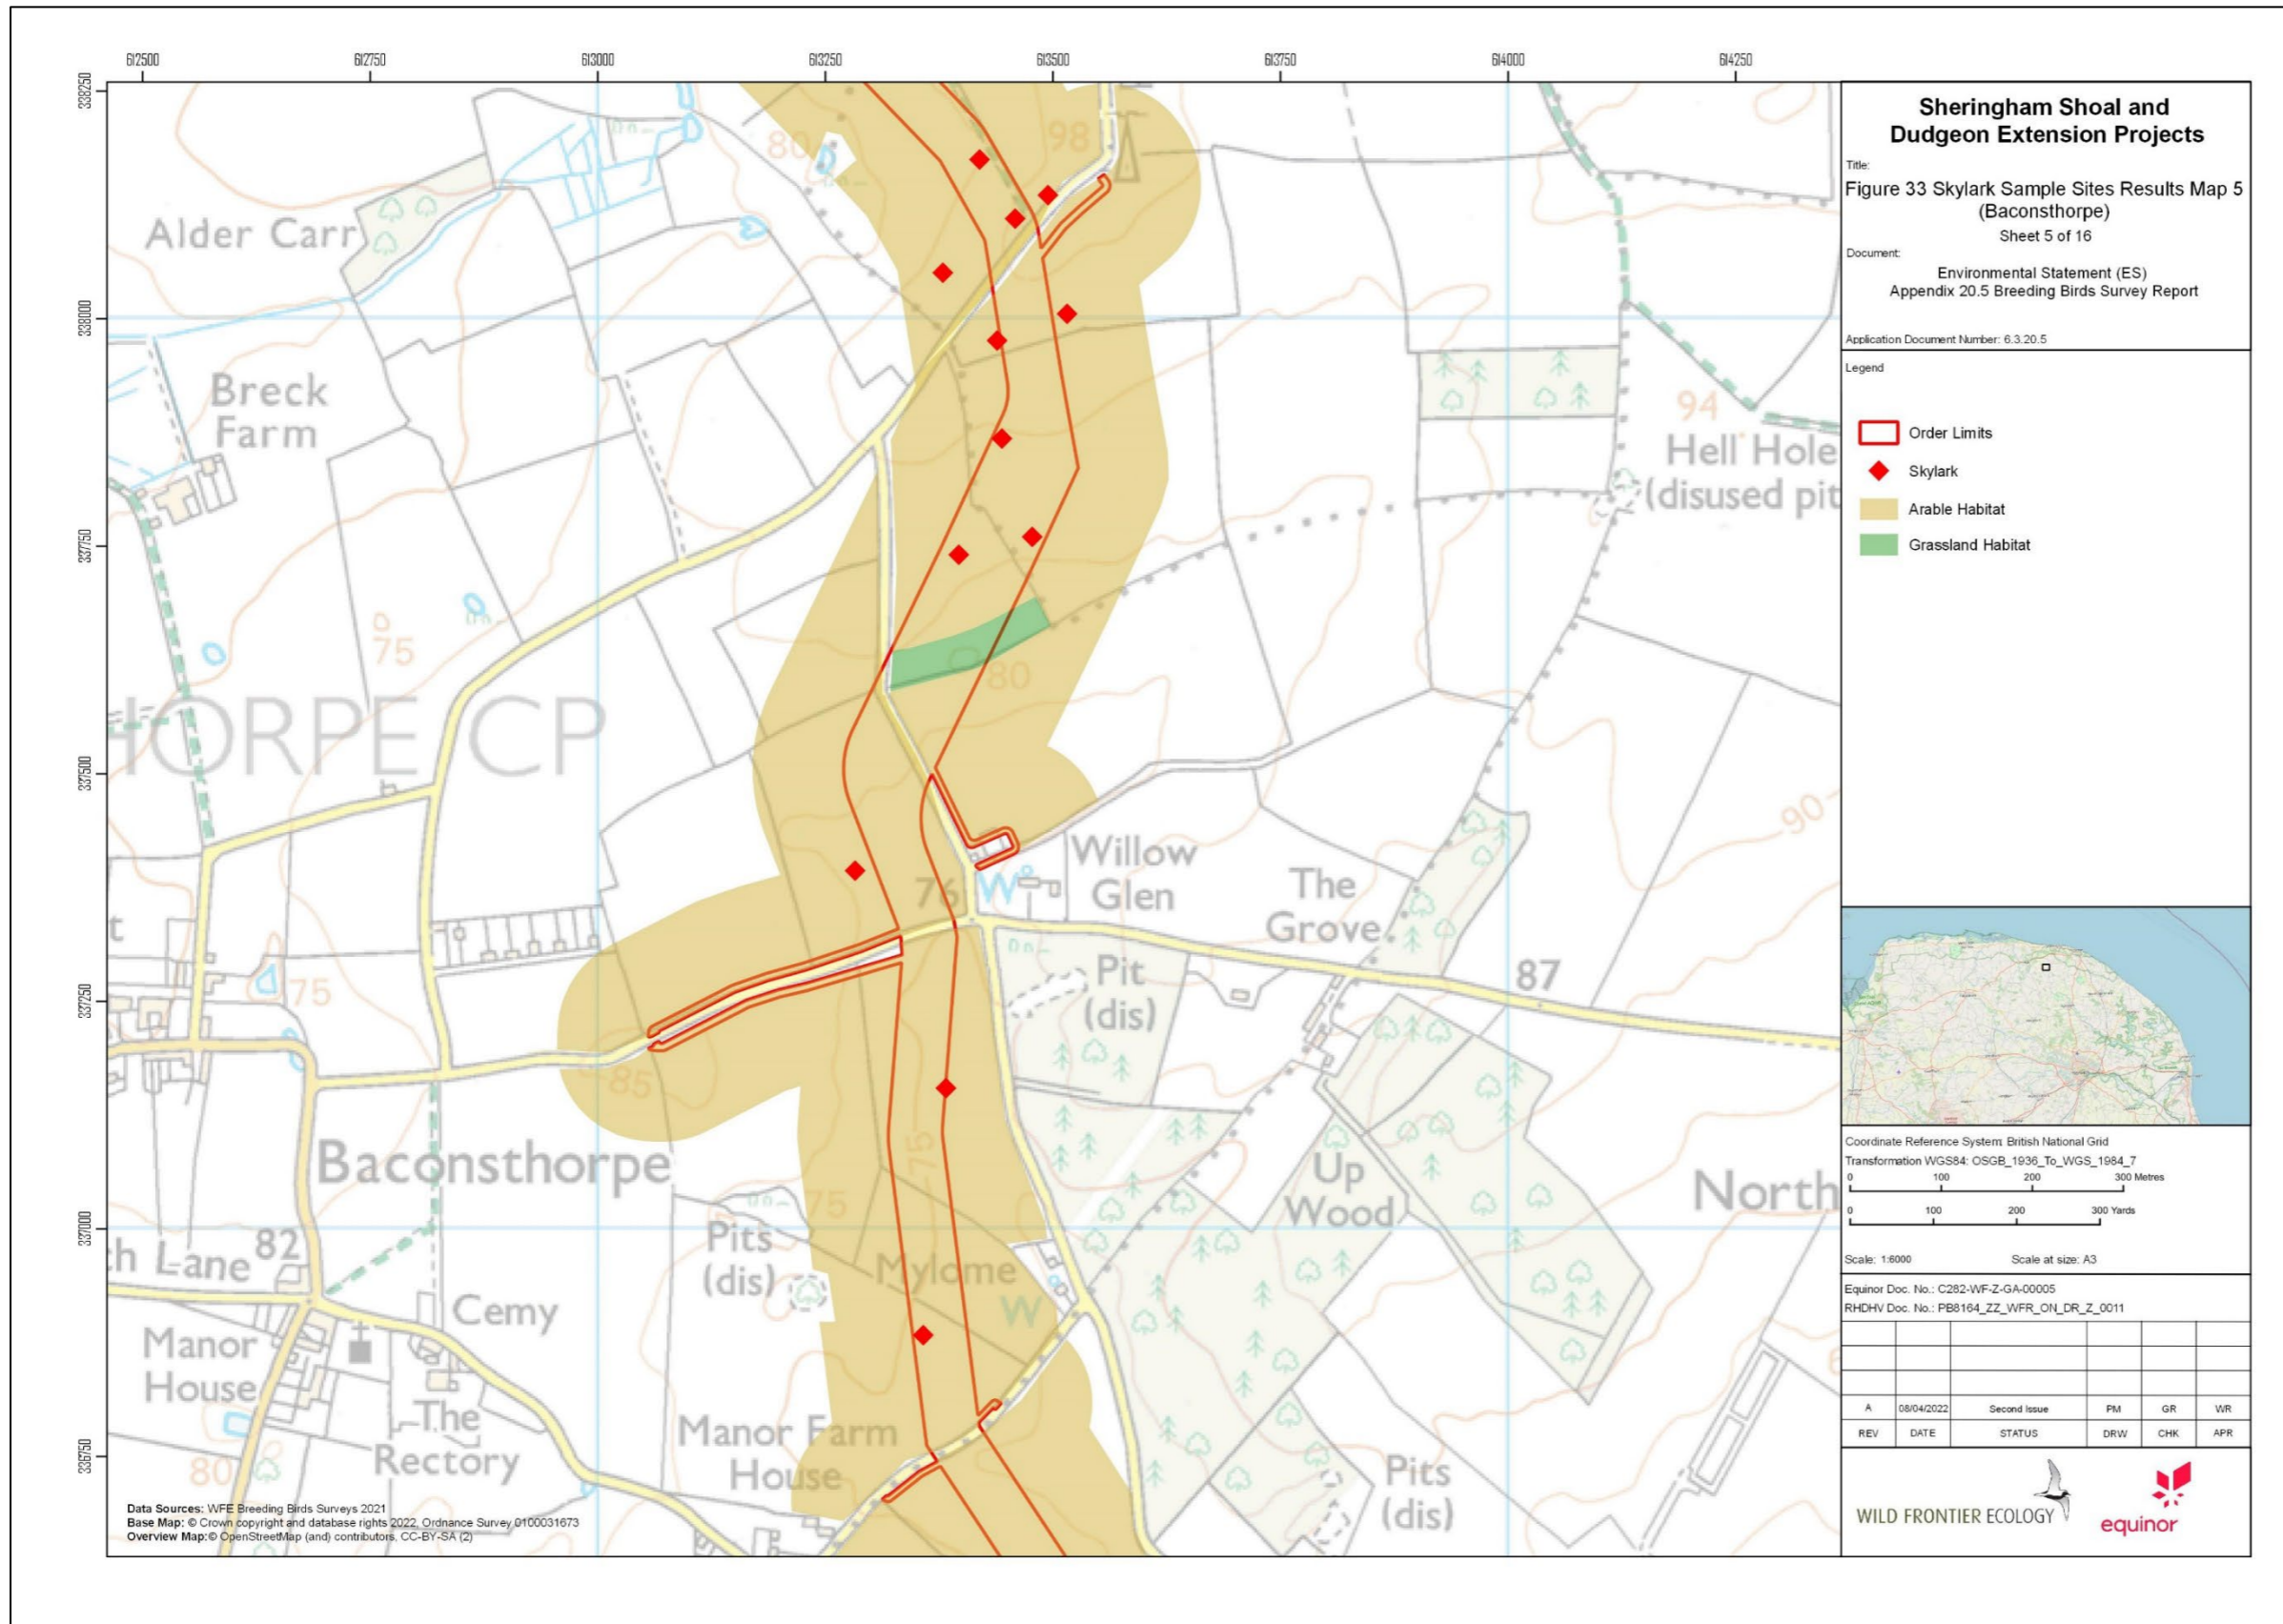 612500 612750 613000 613250 613500 613750 614000 614250
338250
338000
337750
337500
337250
337000
336750
80
98
Alder Carr
Breck
Farm
94
Hell Hole
(disused pit
75
80
HORPE CP
90
Willow
Glen
76
W
The
Grove
t
Pit
(dis)
87
75
85
Baconsthorpe
75
75
Up
Wood
North
Pits
(dis)
Mylome
W
82
h Lane
Cemy
Manor
House
The
Rectory
Manor Farm
House
80
Pits
(dis)
Data Sources: WFE Breeding Birds Surveys 2021
Base Map: © Crown copyright and database rights 2022, Ordnance Survey 0100031673
Overview Map:© OpenStreetMap (and) contributors, CC-BY-SA (2)
Sheringham Shoal and
Dudgeon Extension Projects
Title:
Figure 33 Skylark Sample Sites Results Map 5
(Baconsthorpe)
Sheet 5 of 16
Document:
Environmental Statement (ES)
Appendix 20.5 Breeding Birds Survey Report
Application Document Number: 6.3.20.5
Legend
Order Limits
Skylark
Arable Habitat
Grassland Habitat
Coordinate Reference System: British National Grid
Transformation WGS84: OSGB_1936_To_WGS_1984_7
0 100 200 300 Metres
0 100 200 300 Yards
Scale: 1:6000 Scale at size: A3
Equinor Doc. No.: C282-WF-Z-GA-00005
RHDHV Doc. No.: PB8164_ZZ_WFR_ON_DR_Z_0011
A 08/04/2022 Second Issue PM GR WR
REV DATE STATUS DRW CHK APR
WILD FRONTIER ECOLOGY
equinor